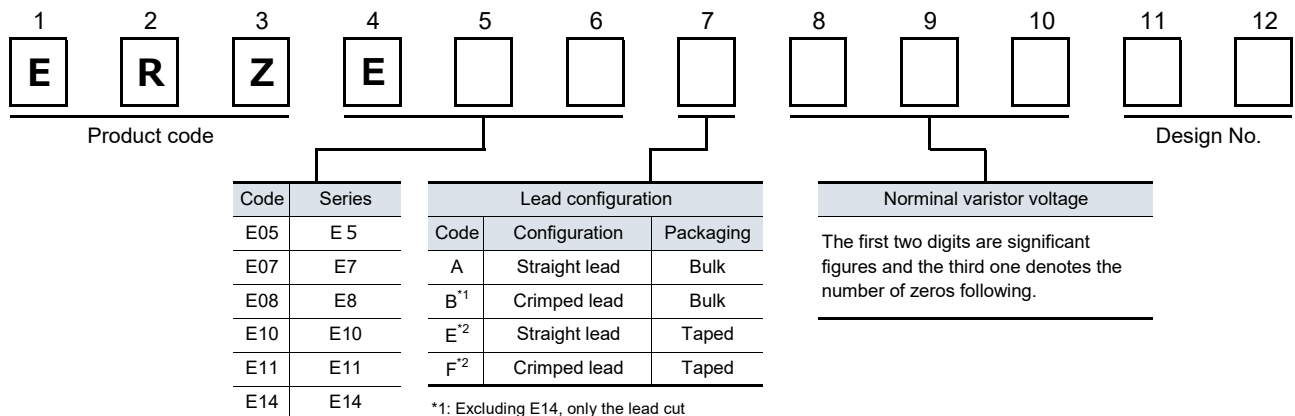 1 2 3 4 5 6 7 8 9 10 11 12
E R Z E
Product code
Design No.
Code Series
E05 E 5
E07 E7
E08 E8
E10 E10
E11 E11
E14 E14
Lead configuration
Code Configuration Packaging
A Straight lead Bulk
B*1 Crimped lead Bulk
E*2 Straight lead Taped
F*2 Crimped lead Taped
*1: Excluding E14, only the lead cut
Norminal varistor voltage
The first two digits are significant
figures and the third one denotes the
number of zeros following.